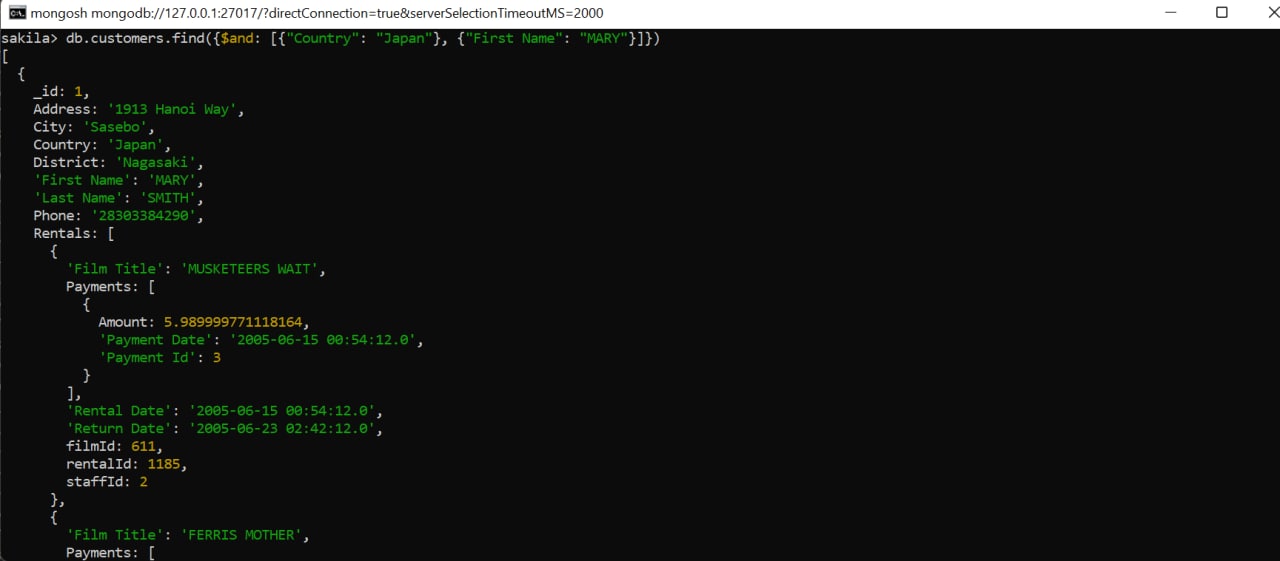 mongosh mongodb://127.0.0.1:27017/?directConnection=true&serverSelectionTimeoutMS=2000
sakila> db.customers.find({$and: [{"Country": "Japan"}, {"First Name": "MARY"}]})
[
  {
    _id: 1,
    Address: '1913 Hanoi Way',
    City: 'Sasebo',
    Country: 'Japan',
    District: 'Nagasaki',
    'First Name': 'MARY',
    'Last Name': 'SMITH',
    Phone: '28303384290',
    Rentals: [
      {
        'Film Title': 'MUSKETEERS WAIT',
        Payments: [
          {
            Amount: 5.989999771118164,
            'Payment Date': '2005-06-15 00:54:12.0',
            'Payment Id': 3
          }
        ],
        'Rental Date': '2005-06-15 00:54:12.0',
        'Return Date': '2005-06-23 02:42:12.0',
        filmId: 611,
        rentalId: 1185,
        staffId: 2
      },
      {
        'Film Title': 'FERRIS MOTHER',
        Payments: [